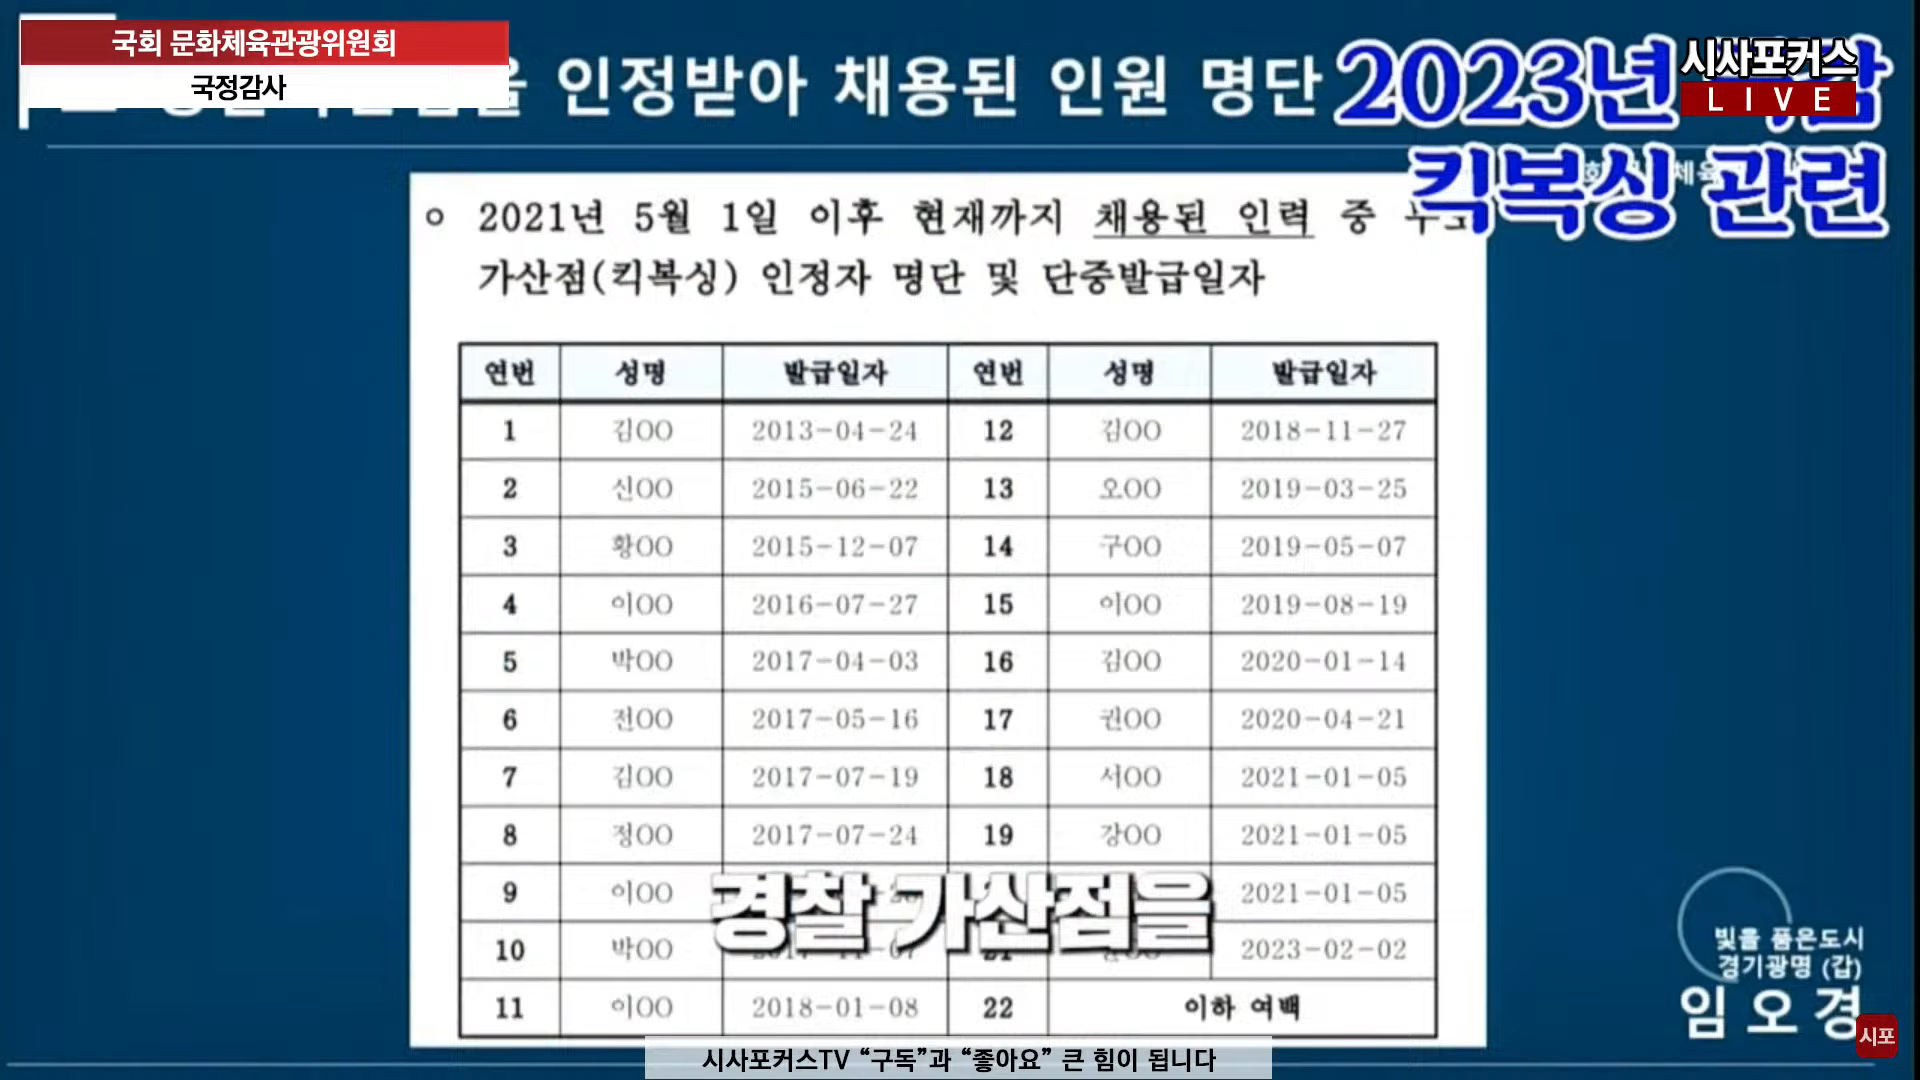 국회 문화체육관광위원회
국정감사
인정받아 채용된 인원 명단
2023년
시사포커스
LIVE
킥복싱 관련
○ 2021년 5월 1일 이후 현재까지 채용된 인력 중
가산점(킥복싱) 인정자 명단 및 단증발급일자
연번 성명 발급일자 연번 성명 발급일자
1 김OO 2013-04-24 12 김OO 2018-11-27
2 신OO 2015-06-22 13 오OO 2019-03-25
3 황OO 2015-12-07 14 구OO 2019-05-07
4 이OO 2016-07-27 15 이OO 2019-08-19
5 박OO 2017-04-03 16 김OO 2020-01-14
6 전OO 2017-05-16 17 권OO 2020-04-21
7 김OO 2017-07-19 18 서OO 2021-01-05
8 정OO 2017-07-24 19 강OO 2021-01-05
9 이OO 2021-01-05
경찰 가산점을
10 박OO 2023-02-02
11 이OO 2018-01-08 22 이하 여백
빛을 품은도시
경기광명 (갑)
임오경
시포
시사포커스TV “구독”과 “좋아요” 큰 힘이 됩니다